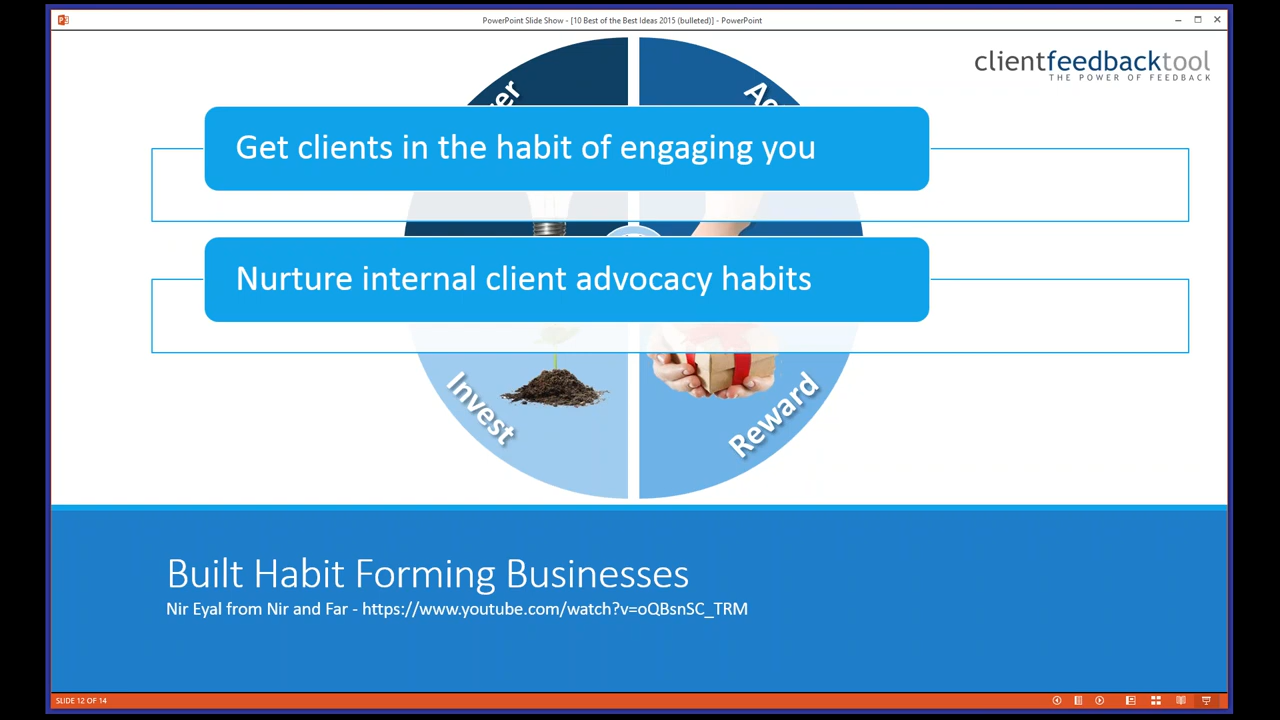 PowerPoint Slide Show - [10 Best of the Best Ideas 2015 (bulleted)] - PowerPoint
clientfeedbacktool
THE POWER OF FEEDBACK
Get clients in the habit of engaging you
Nurture internal client advocacy habits
Invest
Reward
Built Habit Forming Businesses
Nir Eyal from Nir and Far - https://www.youtube.com/watch?v=oQBsnSC_TRM
SLIDE 12 OF 14